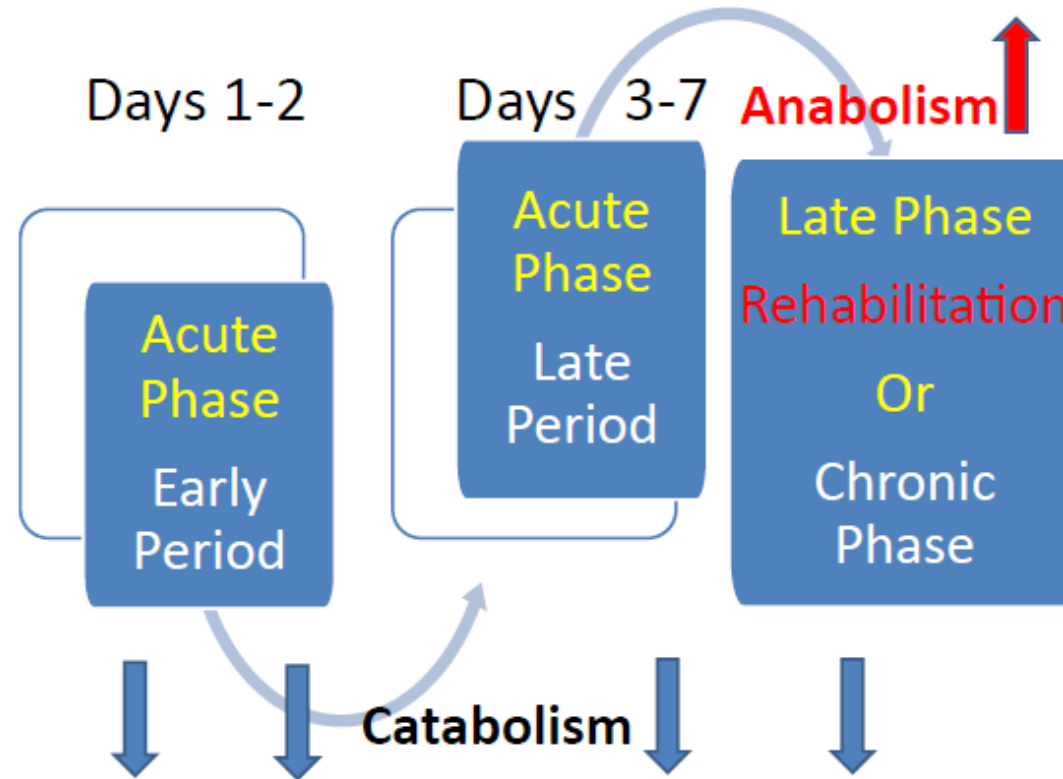 Days 1-2
Acute
Phase
Early
Period
Days 3-7
Acute
Phase
Late
Period
Anabolism
Late Phase
Rehabilitation
Or
Chronic
Phase
Catabolism